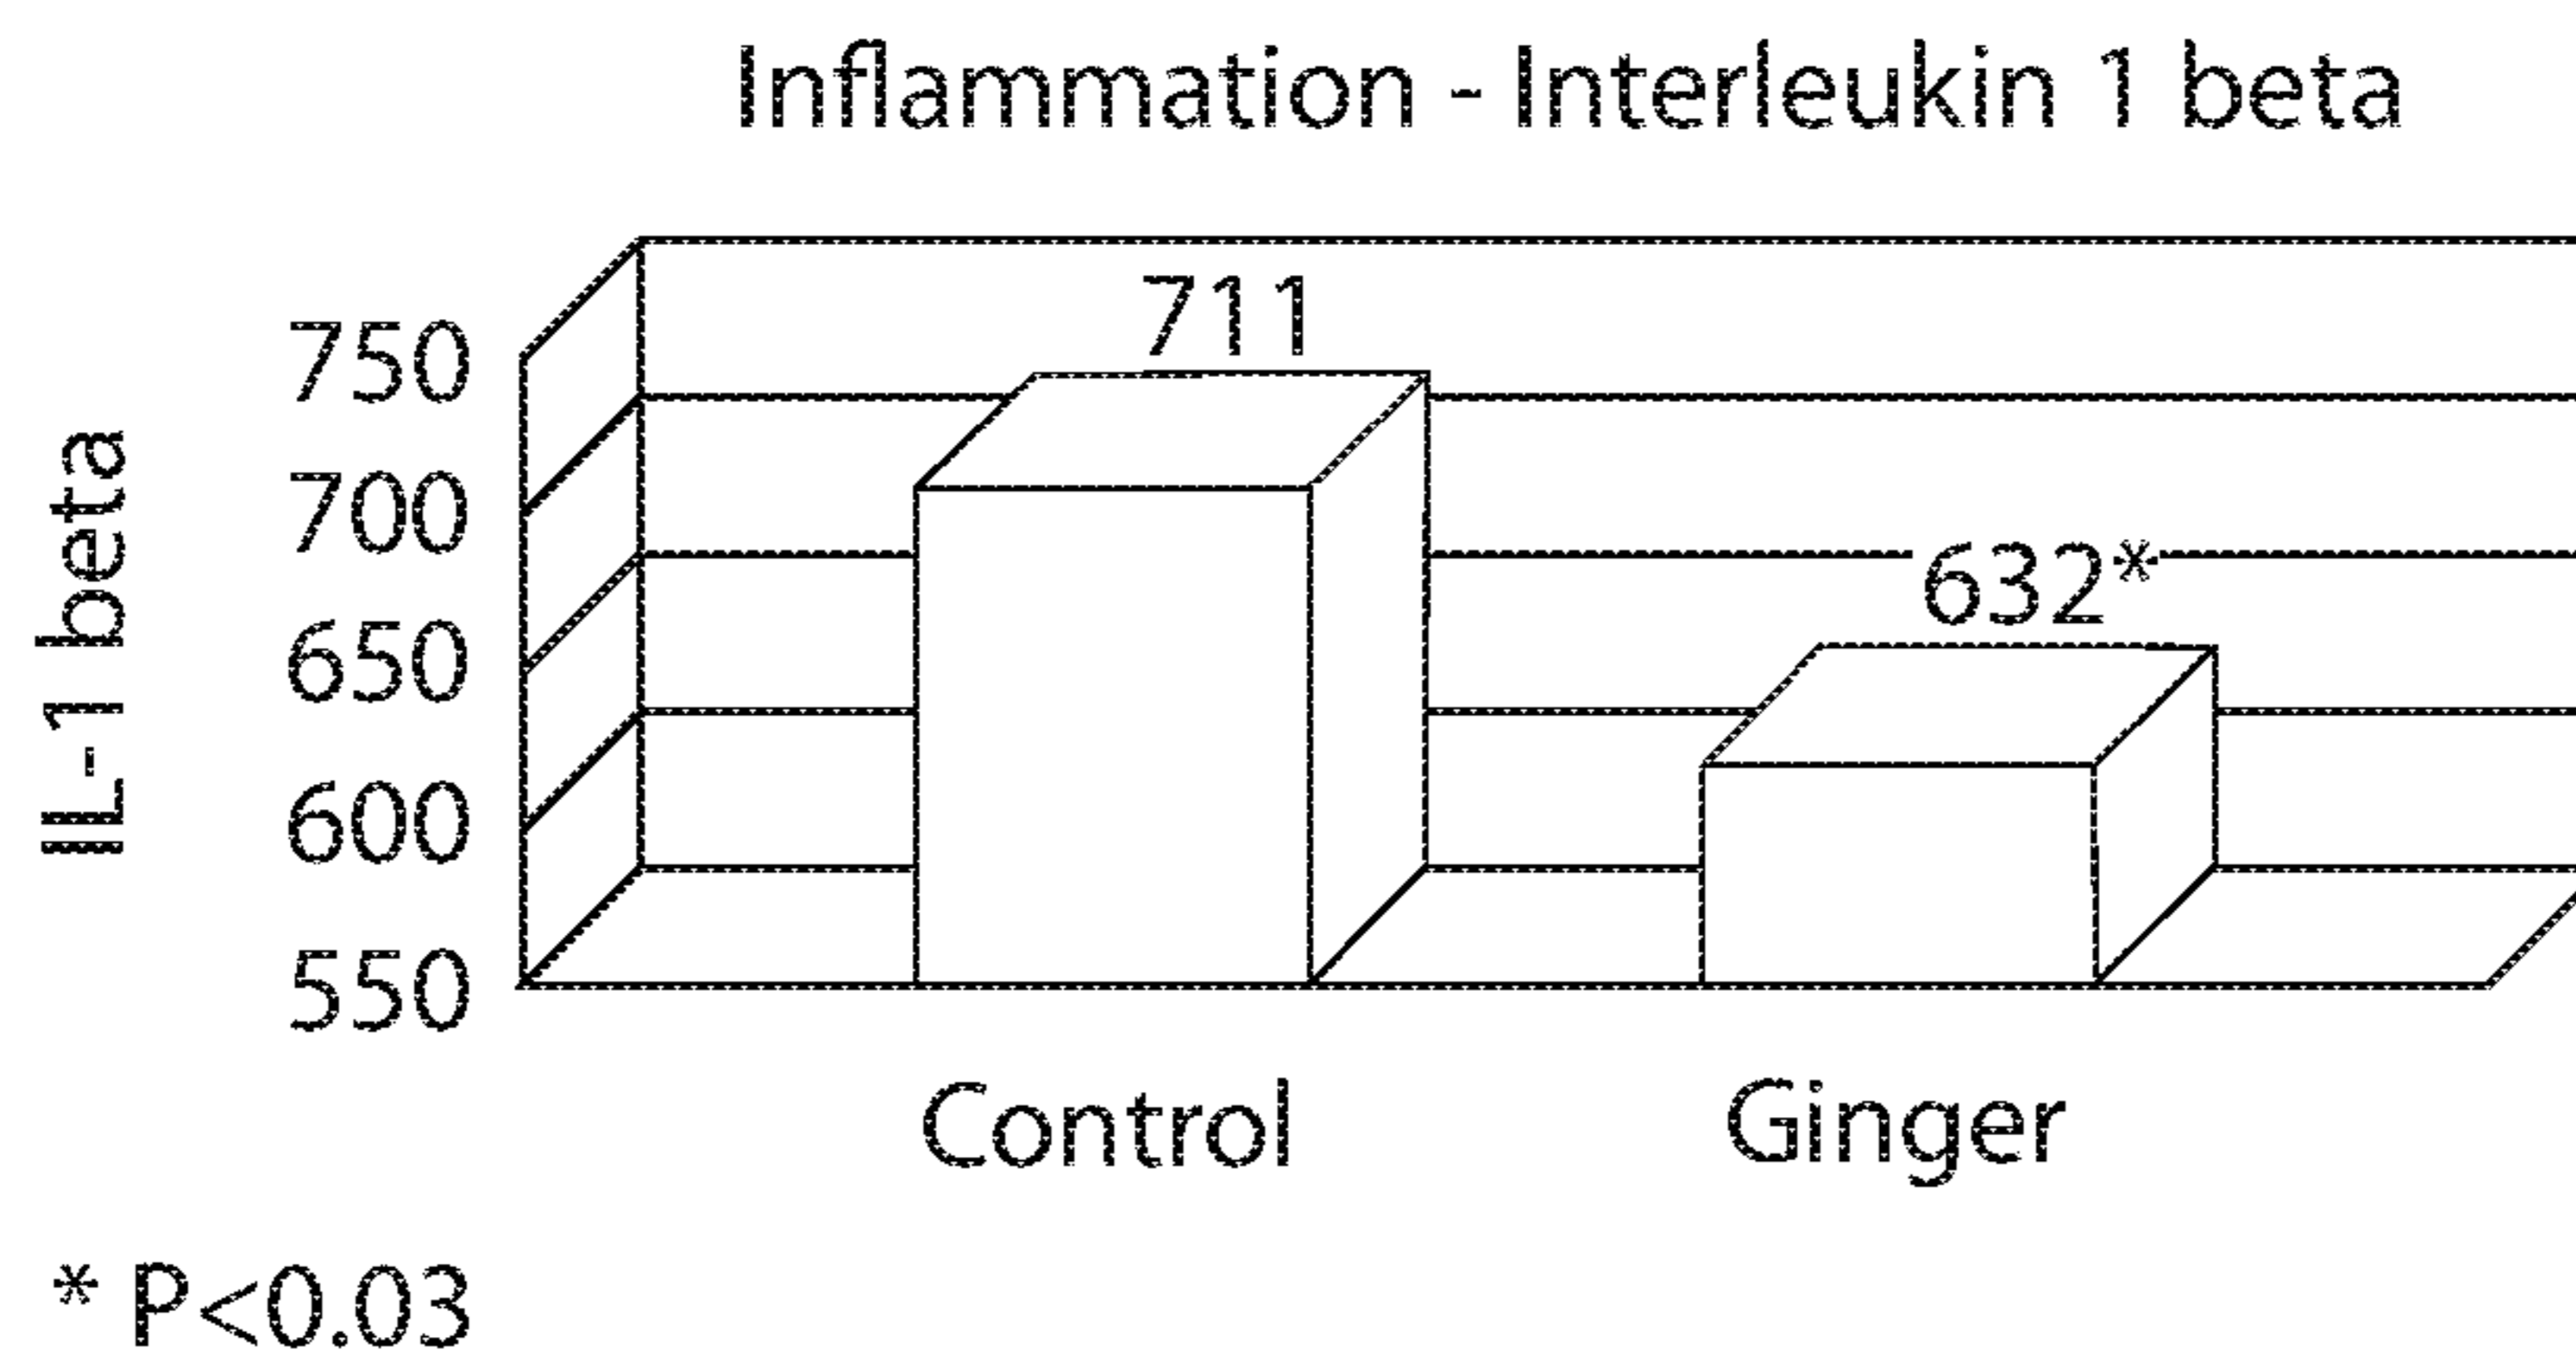 Inflammation - Interleukin 1 beta
IL-1 beta
750
700
650
600
550
711
632*
Control
Ginger
* P<0.03